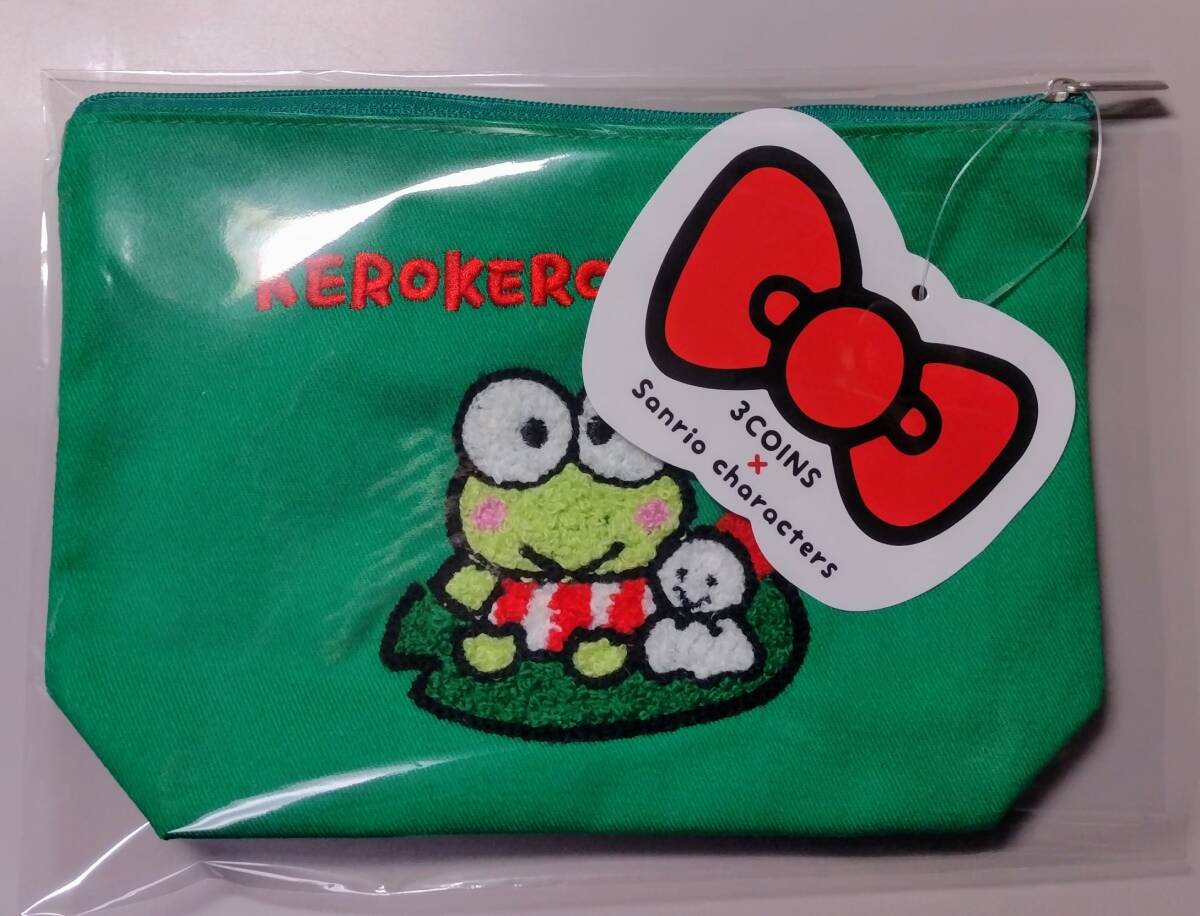 KEROKERO
3COINS
×
Sanrio characters